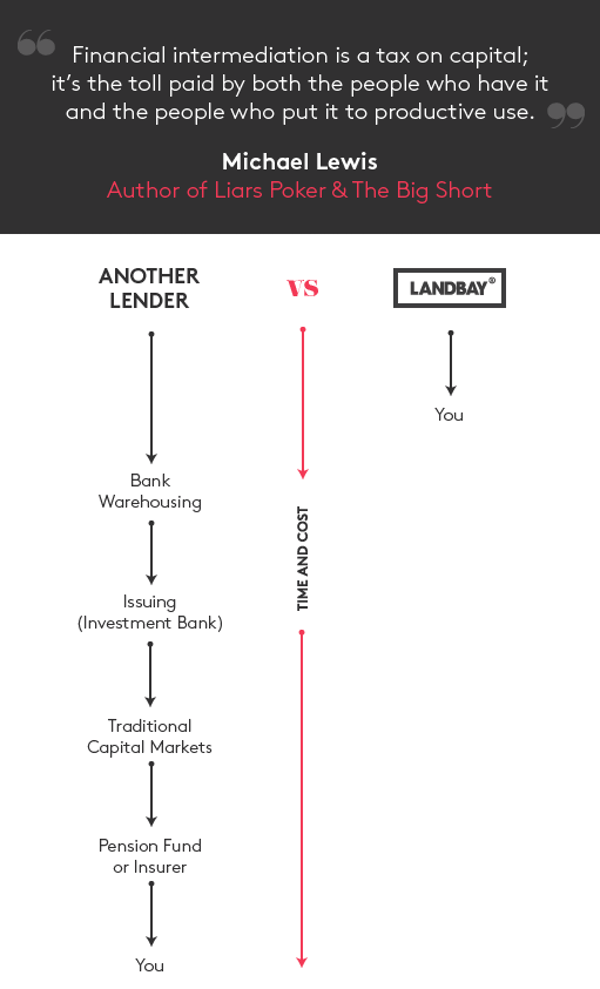 “
Financial intermediation is a tax on capital;
it’s the toll paid by both the people who have it
and the people who put it to productive use.
”
Michael Lewis
Author of Liars Poker & The Big Short
ANOTHER
LENDER
VS
LANDBAY®
You
Bank
Warehousing
TIME AND COST
Issuing
(Investment Bank)
Traditional
Capital Markets
Pension Fund
or Insurer
You